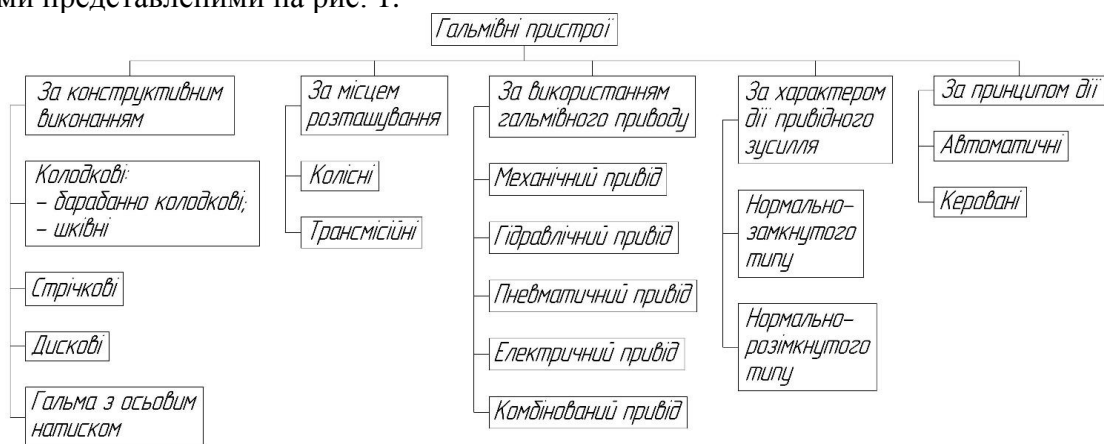 ми представленими на рис. 1.
Гальмівні пристрої
За конструктивним
виконанням
Колодкові:
– барабанно колодкові;
– шківні
Стрічкові
Дискові
Гальма з осьовим
натиском
За місцем
розташування
Колісні
Трансмісійні
За використанням
гальмівного приводу
Механічний привід
Гідравлічний привід
Пневматичний привід
Електричний привід
Комбінований привід
За характером
дії привідного
зусилля
Нормально-
замкнутого
типу
Нормально-
розімкнутого
типу
За принципом дії
Автоматичні
Керовані